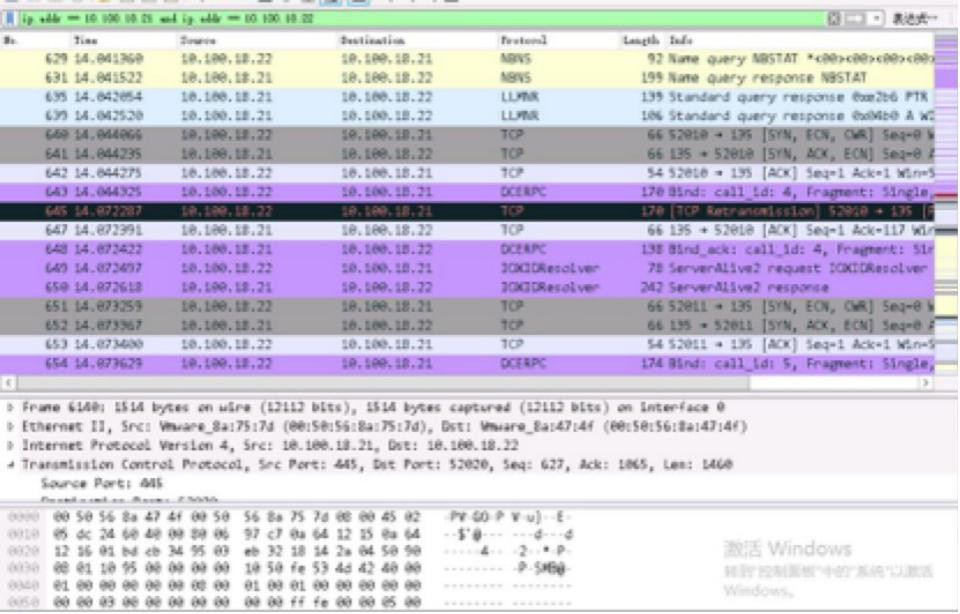 ip.addr == 10.100.18.21 and ip.addr == 10.100.18.22 表达式…
No. Time Source Destination Protocol Length Info
629 14.041360 10.100.18.22 10.100.18.21 NBNS 92 Name query NBSTAT *<00><00><00><00>
631 14.041522 10.100.18.21 10.100.18.22 NBNS 199 Name query response NBSTAT
635 14.042054 10.100.18.21 10.100.18.22 LLMNR 139 Standard query response 0xe2b6 PTR
639 14.042520 10.100.18.21 10.100.18.22 LLMNR 106 Standard query response 0x04b0 A WI
640 14.044066 10.100.18.22 10.100.18.21 TCP 66 52010 → 135 [SYN, ECN, CWR] Seq=0 W
641 14.044235 10.100.18.21 10.100.18.22 TCP 66 135 → 52010 [SYN, ACK, ECN] Seq=0 A
642 14.044275 10.100.18.22 10.100.18.21 TCP 54 52010 → 135 [ACK] Seq=1 Ack=1 Win=5
643 14.044325 10.100.18.22 10.100.18.21 DCERPC 170 Bind: call_id: 4, Fragment: Single,
645 14.072287 10.100.18.22 10.100.18.21 TCP 170 [TCP Retransmission] 52010 → 135 [P
647 14.072391 10.100.18.21 10.100.18.22 TCP 66 135 → 52010 [ACK] Seq=1 Ack=117 Win
648 14.072422 10.100.18.21 10.100.18.22 DCERPC 138 Bind_ack: call_id: 4, Fragment: Sir
649 14.072497 10.100.18.22 10.100.18.21 IOXIDResolver 78 ServerAlive2 request IOXIDResolver
650 14.072618 10.100.18.21 10.100.18.22 IOXIDResolver 242 ServerAlive2 response
651 14.073259 10.100.18.22 10.100.18.21 TCP 66 52011 → 135 [SYN, ECN, CWR] Seq=0 W
652 14.073367 10.100.18.21 10.100.18.22 TCP 66 135 → 52011 [SYN, ACK, ECN] Seq=0 A
653 14.073400 10.100.18.22 10.100.18.21 TCP 54 52011 → 135 [ACK] Seq=1 Ack=1 Win=5
654 14.073629 10.100.18.22 10.100.18.21 DCERPC 174 Bind: call_id: 5, Fragment: Single,
Frame 6140: 1514 bytes on wire (12112 bits), 1514 bytes captured (12112 bits) on interface 0
Ethernet II, Src: Vmware_8a:75:7d (00:50:56:8a:75:7d), Dst: Vmware_8a:47:4f (00:50:56:8a:47:4f)
Internet Protocol Version 4, Src: 10.100.18.21, Dst: 10.100.18.22
Transmission Control Protocol, Src Port: 445, Dst Port: 52020, Seq: 627, Ack: 1065, Len: 1460
Source Port: 445
Destination Port: 52020
0000 00 50 56 8a 47 4f 00 50 56 8a 75 7d 08 00 45 02 ·PV·GO·P V·u}··E·
0010 05 dc 24 60 40 00 80 06 97 c7 0a 64 12 15 0a 64 ··$`@··· ···d···d
0020 12 16 01 bd cb 34 95 03 eb 32 18 14 2a 04 50 90 ·····4·· ·2··*·P·
0030 08 01 10 95 00 00 00 00 10 50 fe 53 4d 42 40 00 ········ ·P·SMB@·
0040 01 00 00 00 00 00 08 00 01 00 01 00 00 00 00 00 ········ ········
0050 00 00 03 00 00 00 00 00 00 00 ff fe 00 00 05 00 ········ ········
激活 Windows
转到"控制面板"中的"系统"以激活
Windows。